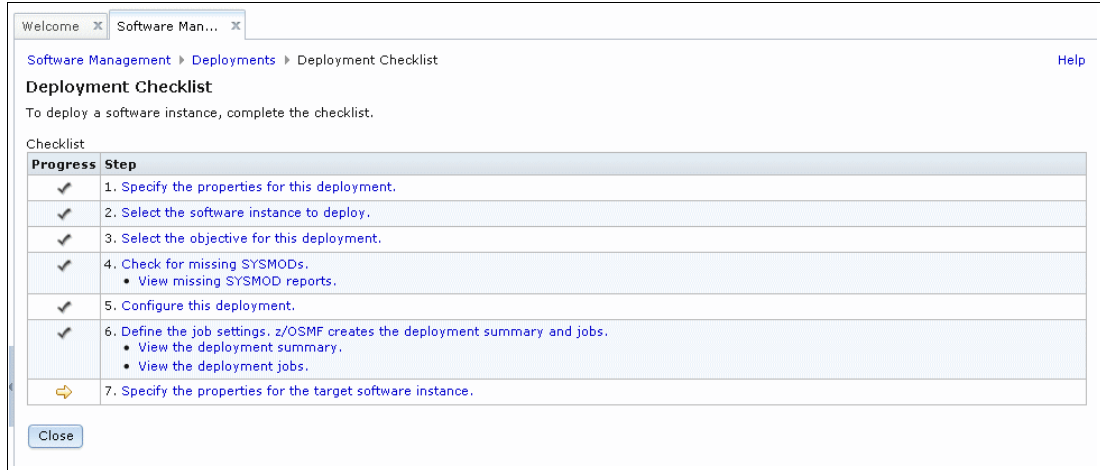 Welcome X Software Man... X
Software Management Deployments Deployment Checklist Help
Deployment Checklist
To deploy a software instance, complete the checklist.
Checklist
Progress Step
1. Specify the properties for this deployment.
2. Select the software instance to deploy.
3. Select the objective for this deployment.
4. Check for missing SYSMODs.
• View missing SYSMOD reports.
5. Configure this deployment.
6. Define the job settings. z/OSMF creates the deployment summary and jobs.
• View the deployment summary.
• View the deployment jobs.
7. Specify the properties for the target software instance.
Close